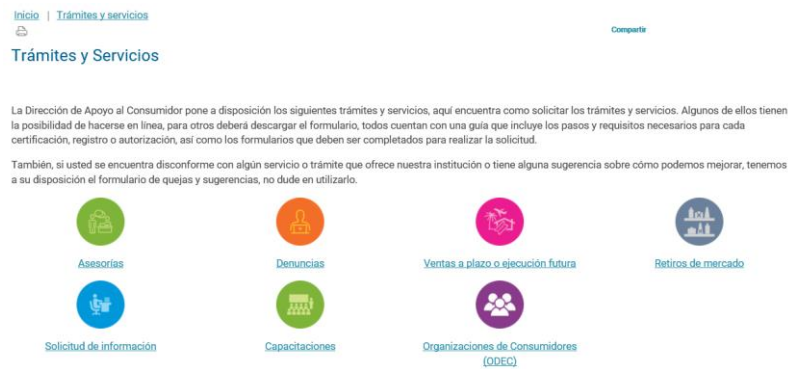 Inicio | Trámites y servicios
Compartir
Trámites y Servicios
La Dirección de Apoyo al Consumidor pone a disposición los siguientes trámites y servicios, aquí encuentra como solicitar los trámites y servicios. Algunos de ellos tienen
la posibilidad de hacerse en línea, para otros deberá descargar el formulario, todos cuentan con una guía que incluye los pasos y requisitos necesarios para cada
certificación, registro o autorización, así como los formularios que deben ser completados para realizar la solicitud.
También, si usted se encuentra disconforme con algún servicio o trámite que ofrece nuestra institución o tiene alguna sugerencia sobre cómo podemos mejorar, tenemos
a su disposición el formulario de quejas y sugerencias, no dude en utilizarlo.
Asesorías
Denuncias
Ventas a plazo o ejecución futura
Retiros de mercado
Solicitud de información
Capacitaciones
Organizaciones de Consumidores
(ODEC)